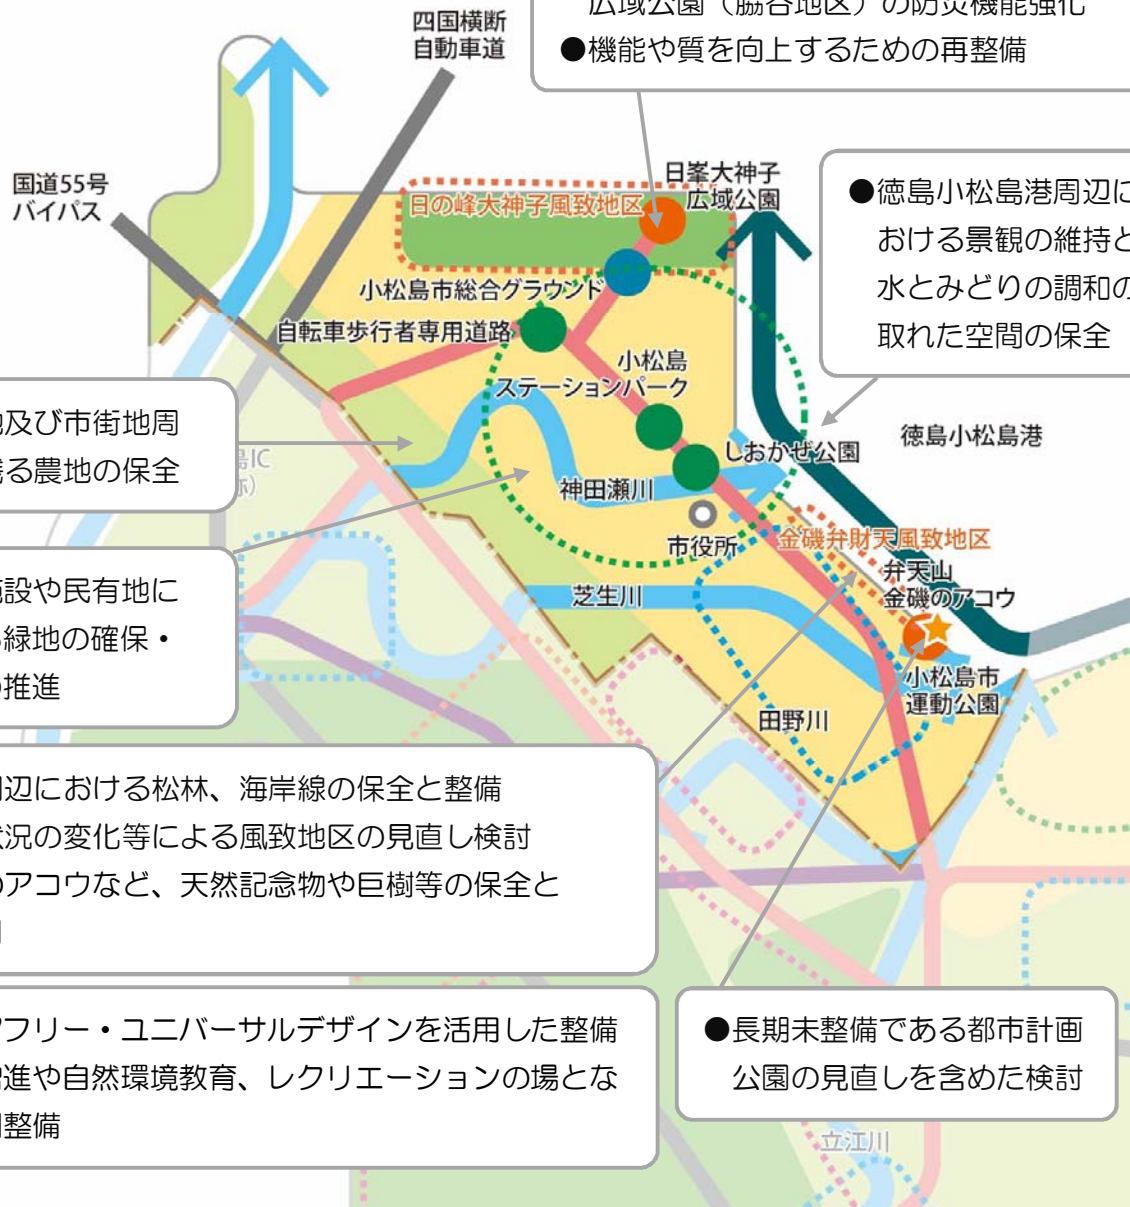 四国横断
自動車道
広域公園（脇谷地区）の防災機能強化
●機能や質を向上するための再整備
国道55号
バイパス
日峯大神子
広域公園
日の峰大神子風致地区
●徳島小松島港周辺に
おける景観の維持と
水とみどりの調和の
取れた空間の保全
小松島市総合グラウンド
自転車歩行者専用道路
小松島
ステーションパーク
地及び市街地周
残る農地の保全
島IC
しおかぜ公園
徳島小松島港
神田瀬川
市役所
金磯弁財天風致地区
弁天山
金磯のアコウ
施設や民有地に
緑地の確保・
推進
芝生川
小松島市
運動公園
田野川
周辺における松林、海岸線の保全と整備
状況の変化等による風致地区の見直し検討
のアコウなど、天然記念物や巨樹等の保全と
アフリー・ユニバーサルデザインを活用した整備
増進や自然環境教育、レクリエーションの場とな
整備
●長期未整備である都市計画
公園の見直しを含めた検討
立江川